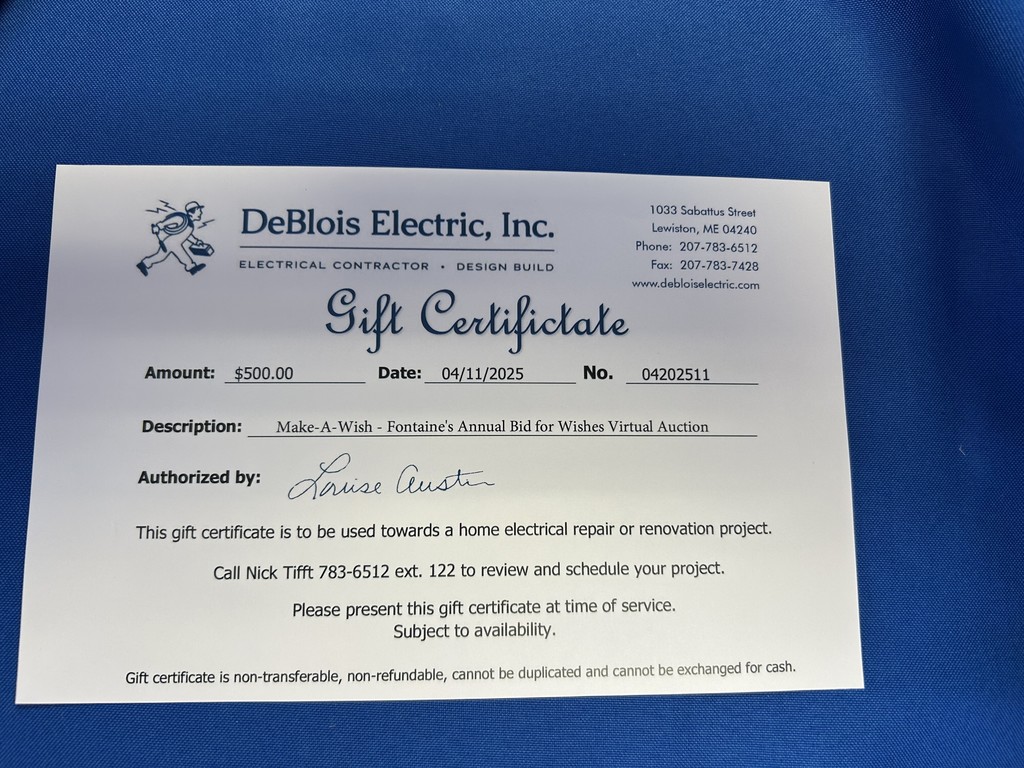 DeBlois Electric, Inc.
ELECTRICAL CONTRACTOR • DESIGN BUILD
1033 Sabattus Street
Lewiston, ME 04240
Phone: 207-783-6512
Fax: 207-783-7428
www.debloiselectric.com
Gift Certifictate
Amount: $500.00 Date: 04/11/2025 No. 04202511
Description: Make-A-Wish - Fontaine's Annual Bid for Wishes Virtual Auction
Authorized by: Louise Austin
This gift certificate is to be used towards a home electrical repair or renovation project.
Call Nick Tifft 783-6512 ext. 122 to review and schedule your project.
Please present this gift certificate at time of service.
Subject to availability.
Gift certificate is non-transferable, non-refundable, cannot be duplicated and cannot be exchanged for cash.